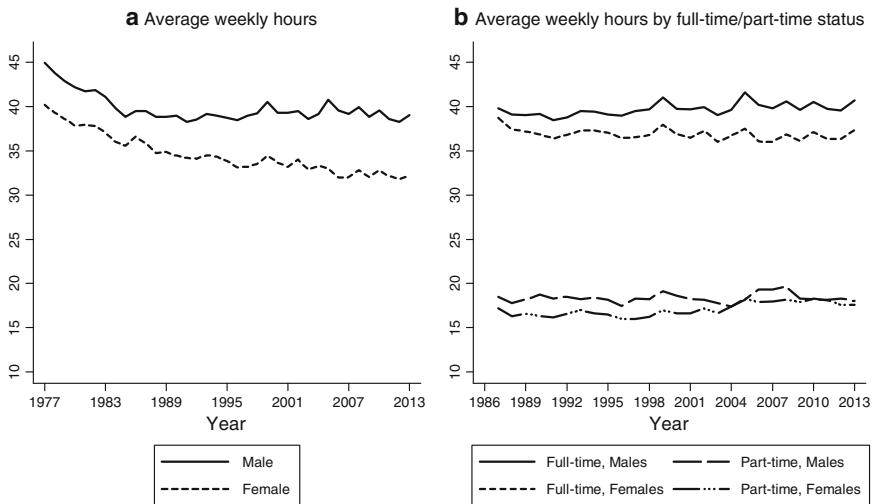 a Average weekly hours
45
40
35
30
25
20
15
10
1977 1983 1989 1995 2001 2007 2013
Year
Male
Female
b Average weekly hours by full-time/part-time status
45
40
35
30
25
20
15
10
1986 1989 1992 1995 1998 2001 2004 2007 2010 2013
Year
Full-time, Males Part-time, Males
Full-time, Females Part-time, Females